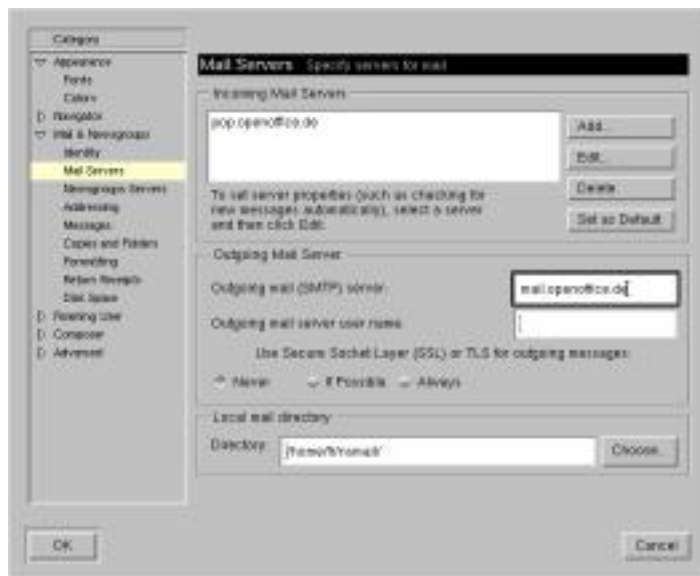 Category
Appearance
Fonts
Colors
Navigator
Mail & Newsgroups
Identity
Mail Servers
Newsgroups Servers
Addressing
Messages
Copies and Folders
Formatting
Return Receipts
Disk Space
Roaming User
Composer
Advanced
Mail Servers Specify servers for mail
Incoming Mail Servers
pop.openoffice.de
Add...
Edit...
Delete
Set as Default
To set server properties (such as checking for
new messages automatically), select a server
and then click Edit.
Outgoing Mail Server
Outgoing mail (SMTP) server:
mail.openoffice.de
Outgoing mail server user name:
Use Secure Socket Layer (SSL) or TLS for outgoing messages:
Never If Possible Always
Local mail directory
Directory:
Choose...
OK
Cancel